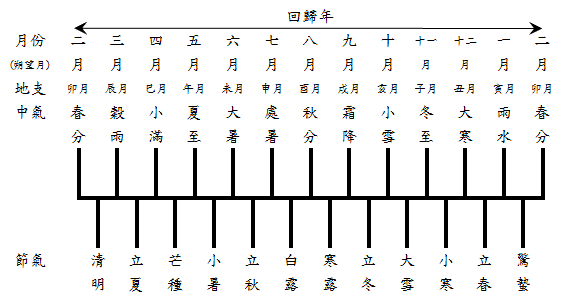 回歸年
月份 二 三 四 五 六 七 八 九 十 十一 十二 一 二
(朔望月) 月 月 月 月 月 月 月 月 月 月 月 月 月
地支 卯月 辰月 巳月 午月 未月 申月 酉月 戌月 亥月 子月 丑月 寅月 卯月
中氣 春分 穀雨 小滿 夏至 大暑 處暑 秋分 霜降 小雪 冬至 大寒 雨水 春分
節氣 清明 立夏 芒種 小暑 立秋 白露 寒露 立冬 大雪 小寒 立春 驚蟄